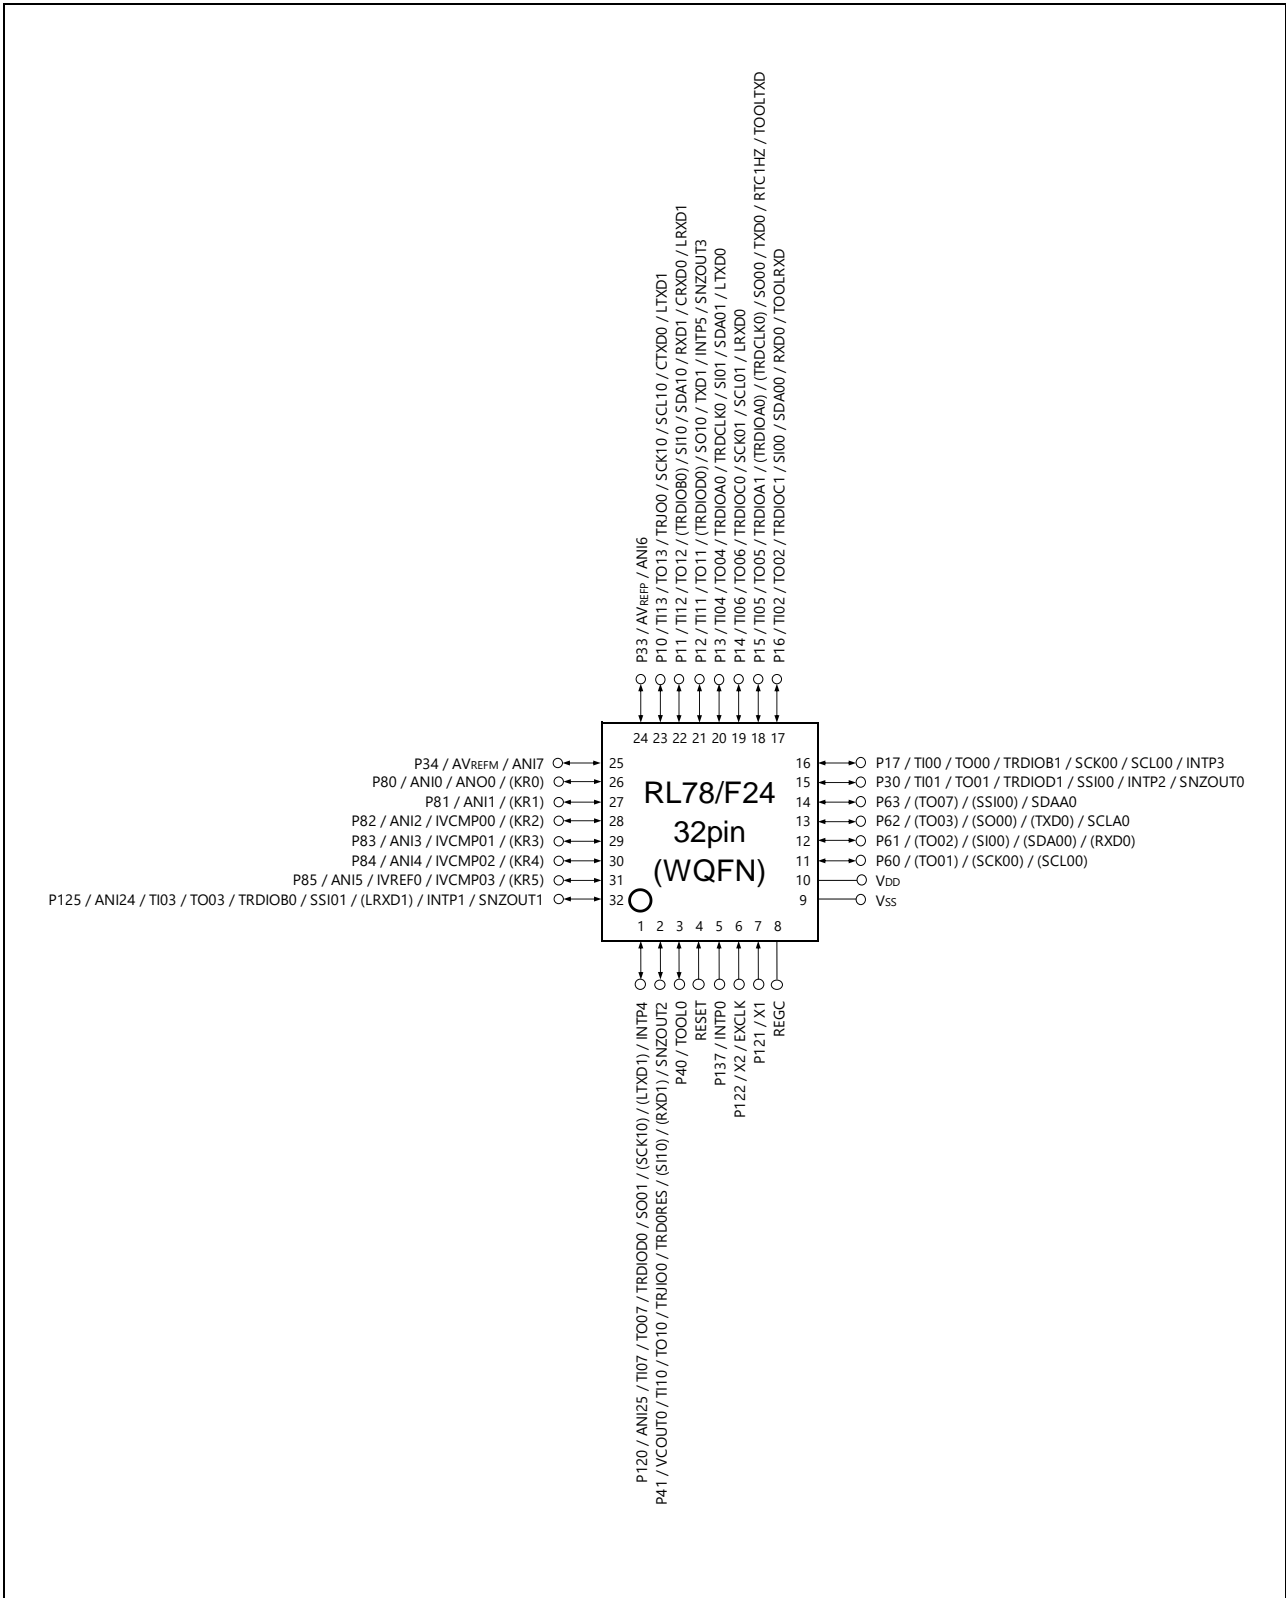 P33 / AVREFP / ANI6
P10 / TI13 / TO13 / TRJO0 / SCK10 / SCL10 / CTXD0 / LTXD1
P11 / TI12 / TO12 / (TRDIOB0) / SI10 / SDA10 / RXD1 / CRXD0 / LRXD1
P12 / TI11 / TO11 / (TRDIOD0) / SO10 / TXD1 / INTP5 / SNZOUT3
P13 / TI04 / TO04 / TRDIOA0 / TRDCLK0 / SI01 / SDA01 / LTXD0
P14 / TI06 / TO06 / TRDIOC0 / SCK01 / SCL01 / LRXD0
P15 / TI05 / TO05 / TRDIOA1 / (TRDIOA0) / (TRDCLK0) / SO00 / TXD0 / RTC1HZ / TOOLTXD
P16 / TI02 / TO02 / TRDIOC1 / SI00 / SDA00 / RXD0 / TOOLRXD
24 23 22 21 20 19 18 17
P34 / AVREFM / ANI7 25
P80 / ANI0 / ANO0 / (KR0) 26
P81 / ANI1 / (KR1) 27
P82 / ANI2 / IVCMP00 / (KR2) 28
P83 / ANI3 / IVCMP01 / (KR3) 29
P84 / ANI4 / IVCMP02 / (KR4) 30
P85 / ANI5 / IVREF0 / IVCMP03 / (KR5) 31
P125 / ANI24 / TI03 / TO03 / TRDIOB0 / SSI01 / (LRXD1) / INTP1 / SNZOUT1 32
RL78/F24
32pin
(WQFN)
16 P17 / TI00 / TO00 / TRDIOB1 / SCK00 / SCL00 / INTP3
15 P30 / TI01 / TO01 / TRDIOD1 / SSI00 / INTP2 / SNZOUT0
14 P63 / (TO07) / (SSI00) / SDAA0
13 P62 / (TO03) / (SO00) / (TXD0) / SCLA0
12 P61 / (TO02) / (SI00) / (SDA00) / (RXD0)
11 P60 / (TO01) / (SCK00) / (SCL00)
10 VDD
9 VSS
1 2 3 4 5 6 7 8
P120 / ANI25 / TI07 / TO07 / TRDIOD0 / SO01 / (SCK10) / (LTXD1) / INTP4
P41 / VCOUT0 / TI10 / TO10 / TRJIO0 / TRD0RES / (SI10) / (RXD1) / SNZOUT2
P40 / TOOL0
RESET
P137 / INTP0
P122 / X2 / EXCLK
P121 / X1
REGC